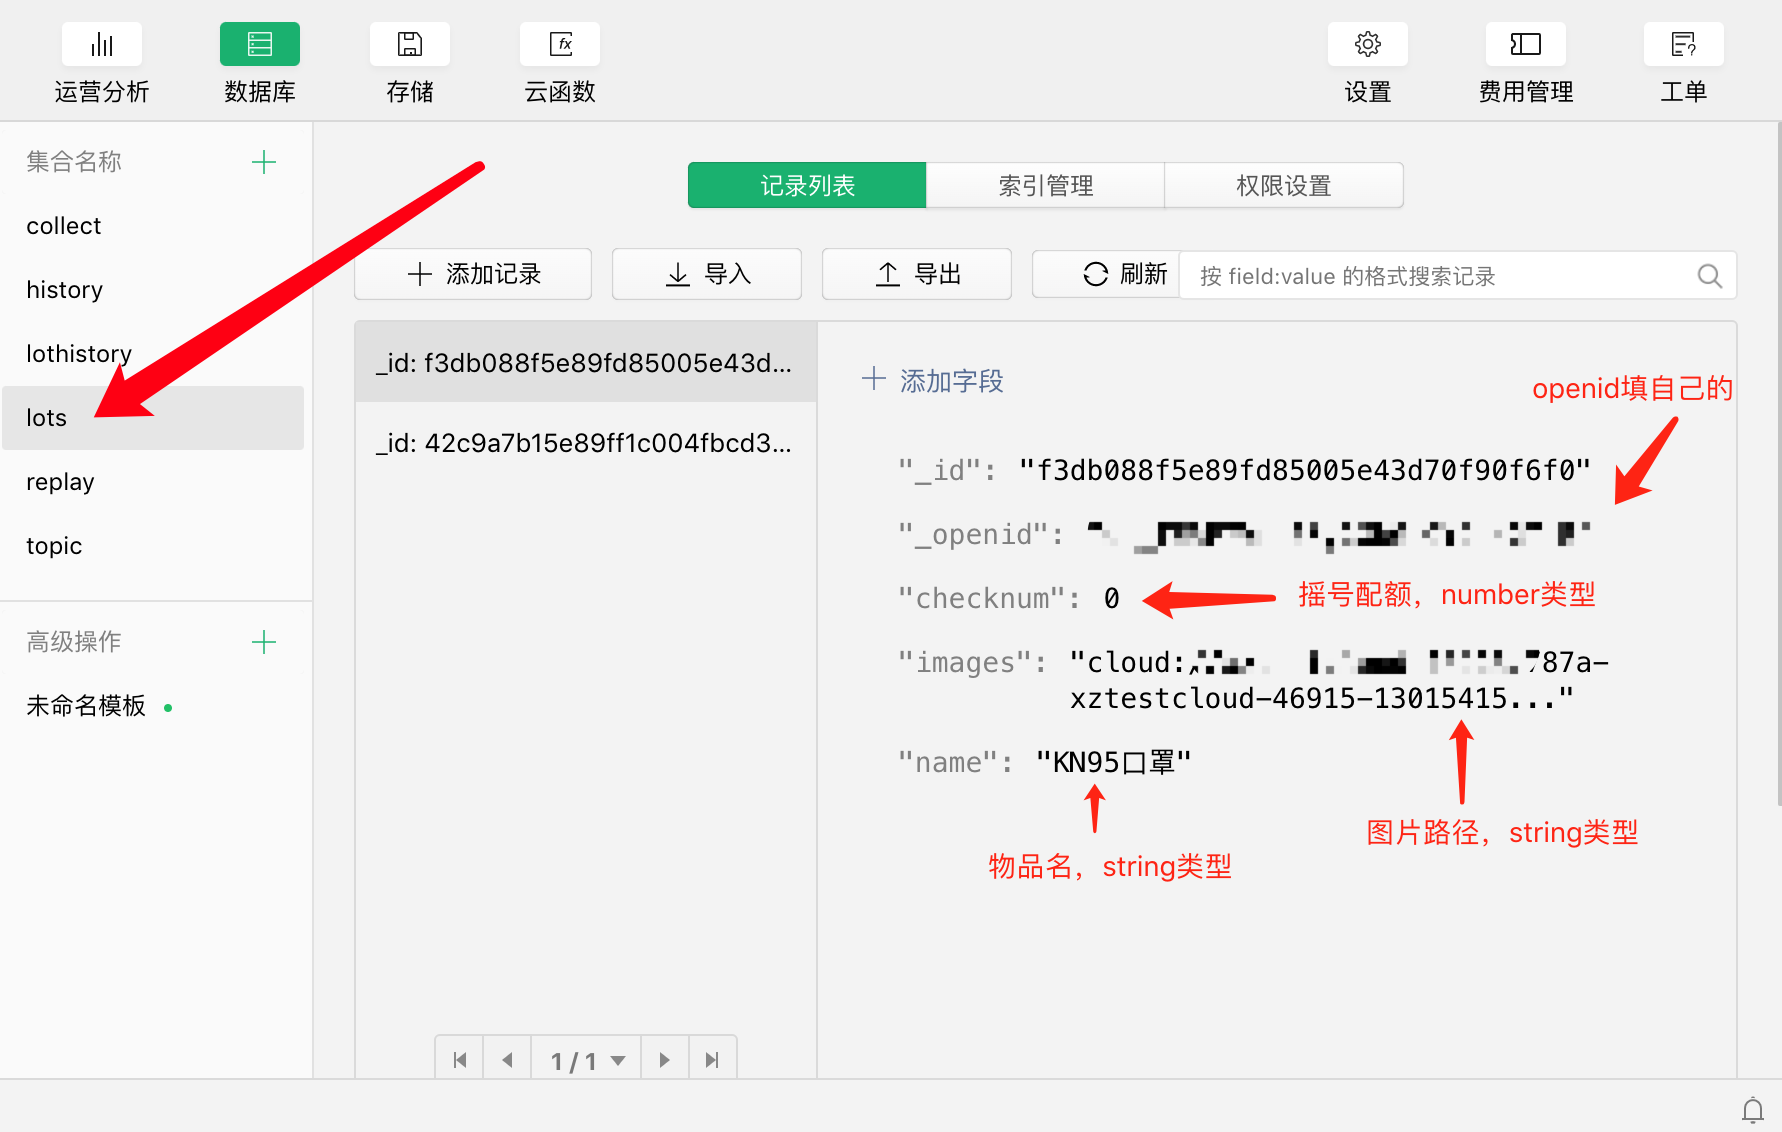 运营分析
数据库
存储
云函数
设置
费用管理
工单
集合名称
collect
history
lothistory
lots
replay
topic
高级操作
未命名模板
记录列表
索引管理
权限设置
添加记录
导入
导出
刷新
按 field:value 的格式搜索记录
_id: f3db088f5e89fd85005e43d...
_id: 42c9a7b15e89ff1c004fbcd3...
1 / 1
添加字段
openid填自己的
"_id": "f3db088f5e89fd85005e43d70f90f6f0"
"_openid":
"checknum": 0
摇号配额，number类型
"images": "cloud: 787a-
xztestcloud-46915-13015415..."
"name": "KN95口罩"
图片路径，string类型
物品名，string类型